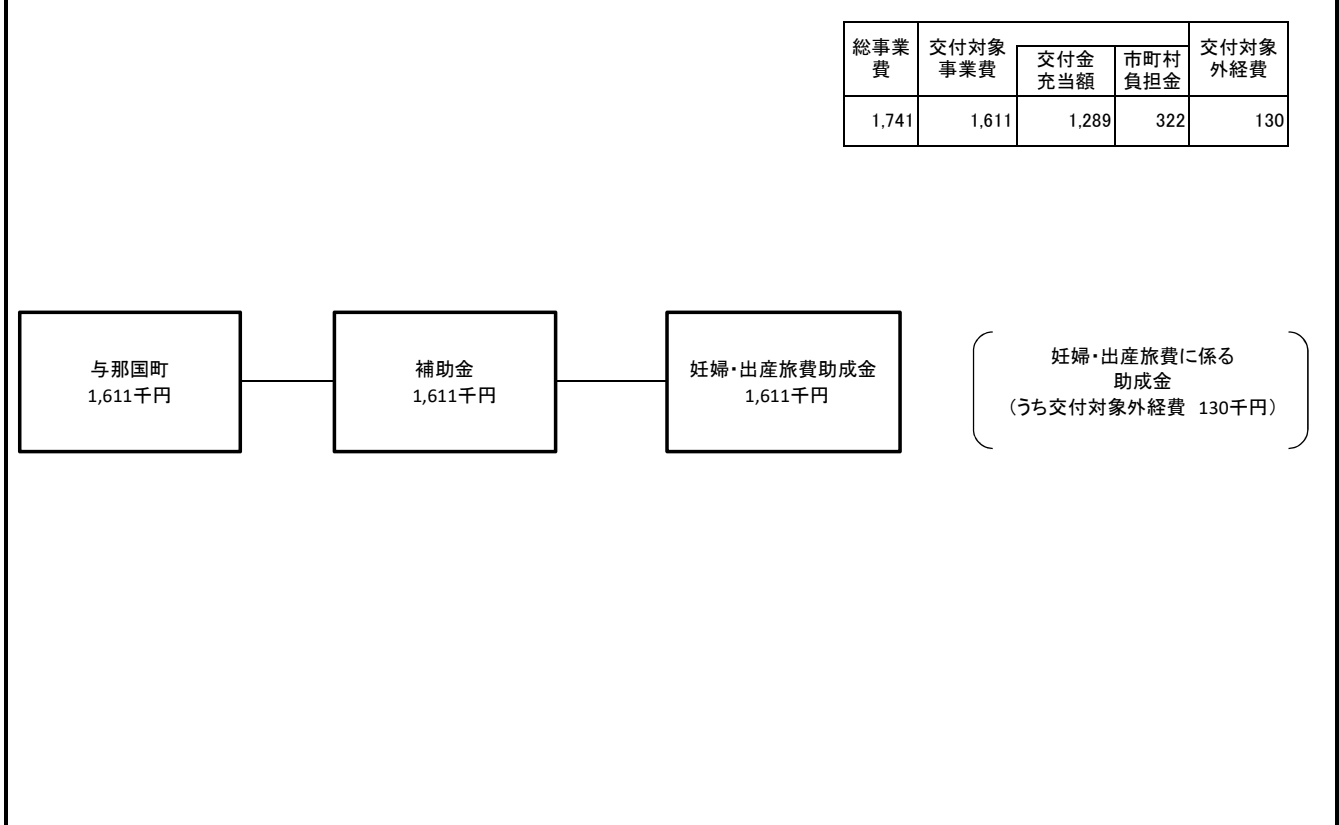 総事業費
交付対象事業費
交付金充当額
市町村負担金
交付対象外経費
1,741 1,611 1,289 322 130
与那国町
1,611千円
補助金
1,611千円
妊婦・出産旅費助成金
1,611千円
妊婦・出産旅費に係る
助成金
（うち交付対象外経費 130千円）